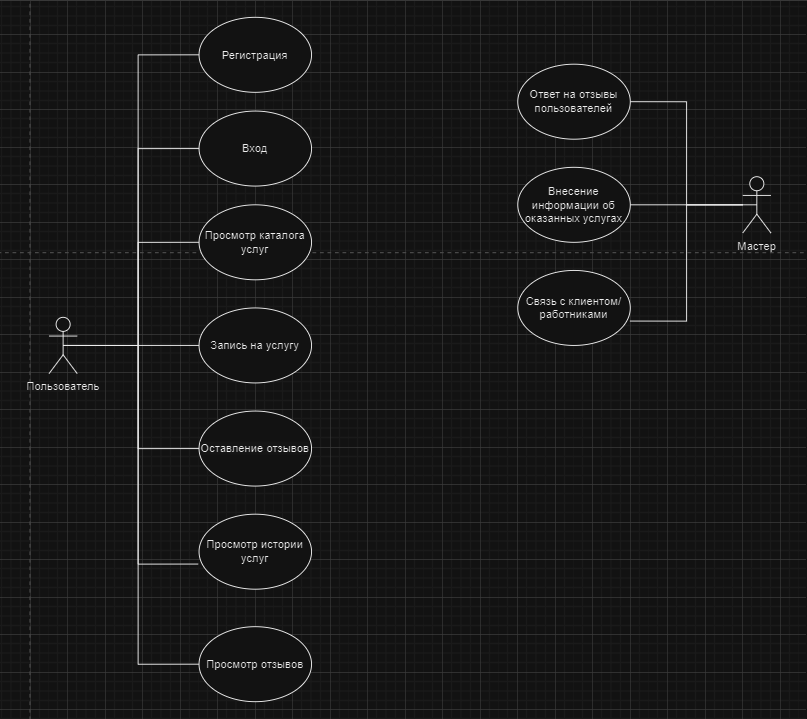 Регистрация
Вход
Просмотр каталога
услуг
Запись на услугу
Оставление отзывов
Просмотр истории
услуг
Просмотр отзывов
Пользователь
Ответ на отзывы
пользователей
Внесение
информации об
оказанных услугах
Связь с клиентом/
работниками
Мастер